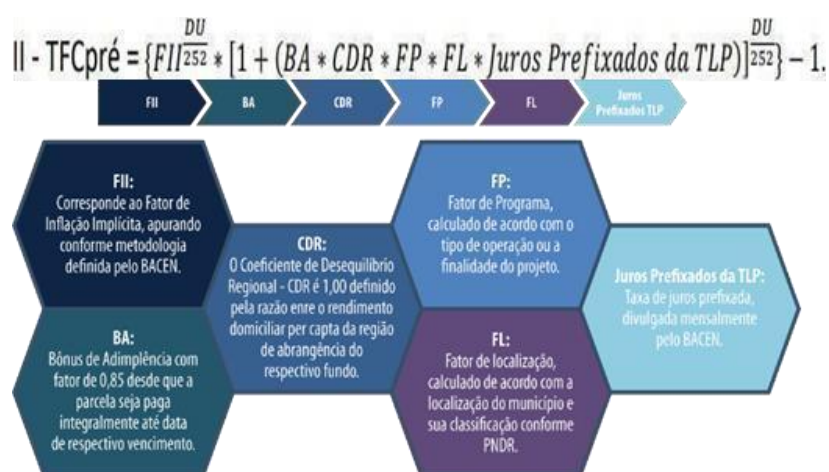 II - TFCpré = {FII^(DU/252) * [1 + (BA * CDR * FP * FL * Juros Prefixados da TLP)]^(DU/252)} − 1.
FII
BA
CDR
FP
FL
Juros
Prefixados TLP
FII:
Corresponde ao Fator de
Inflação Implícita, apurando
conforme metodologia
definida pelo BACEN.
BA:
Bônus de Adimplência com
fator de 0,85 desde que a
parcela seja paga
integralmente até data
de respectivo vencimento.
CDR:
O Coeficiente de Desequilíbrio
Regional - CDR é 1,00 definido
pela razão enre o rendimento
domiciliar per capta da região
de abrangência do
respectivo fundo.
FP:
Fator de Programa,
calculado de acordo com o
tipo de operação ou a
finalidade do projeto.
FL:
Fator de localização,
calculado de acordo com a
localização do município e
sua classificação conforme
PNDR.
Juros Prefixados da TLP:
Taxa de juros prefixada,
divulgada mensalmente
pelo BACEN.